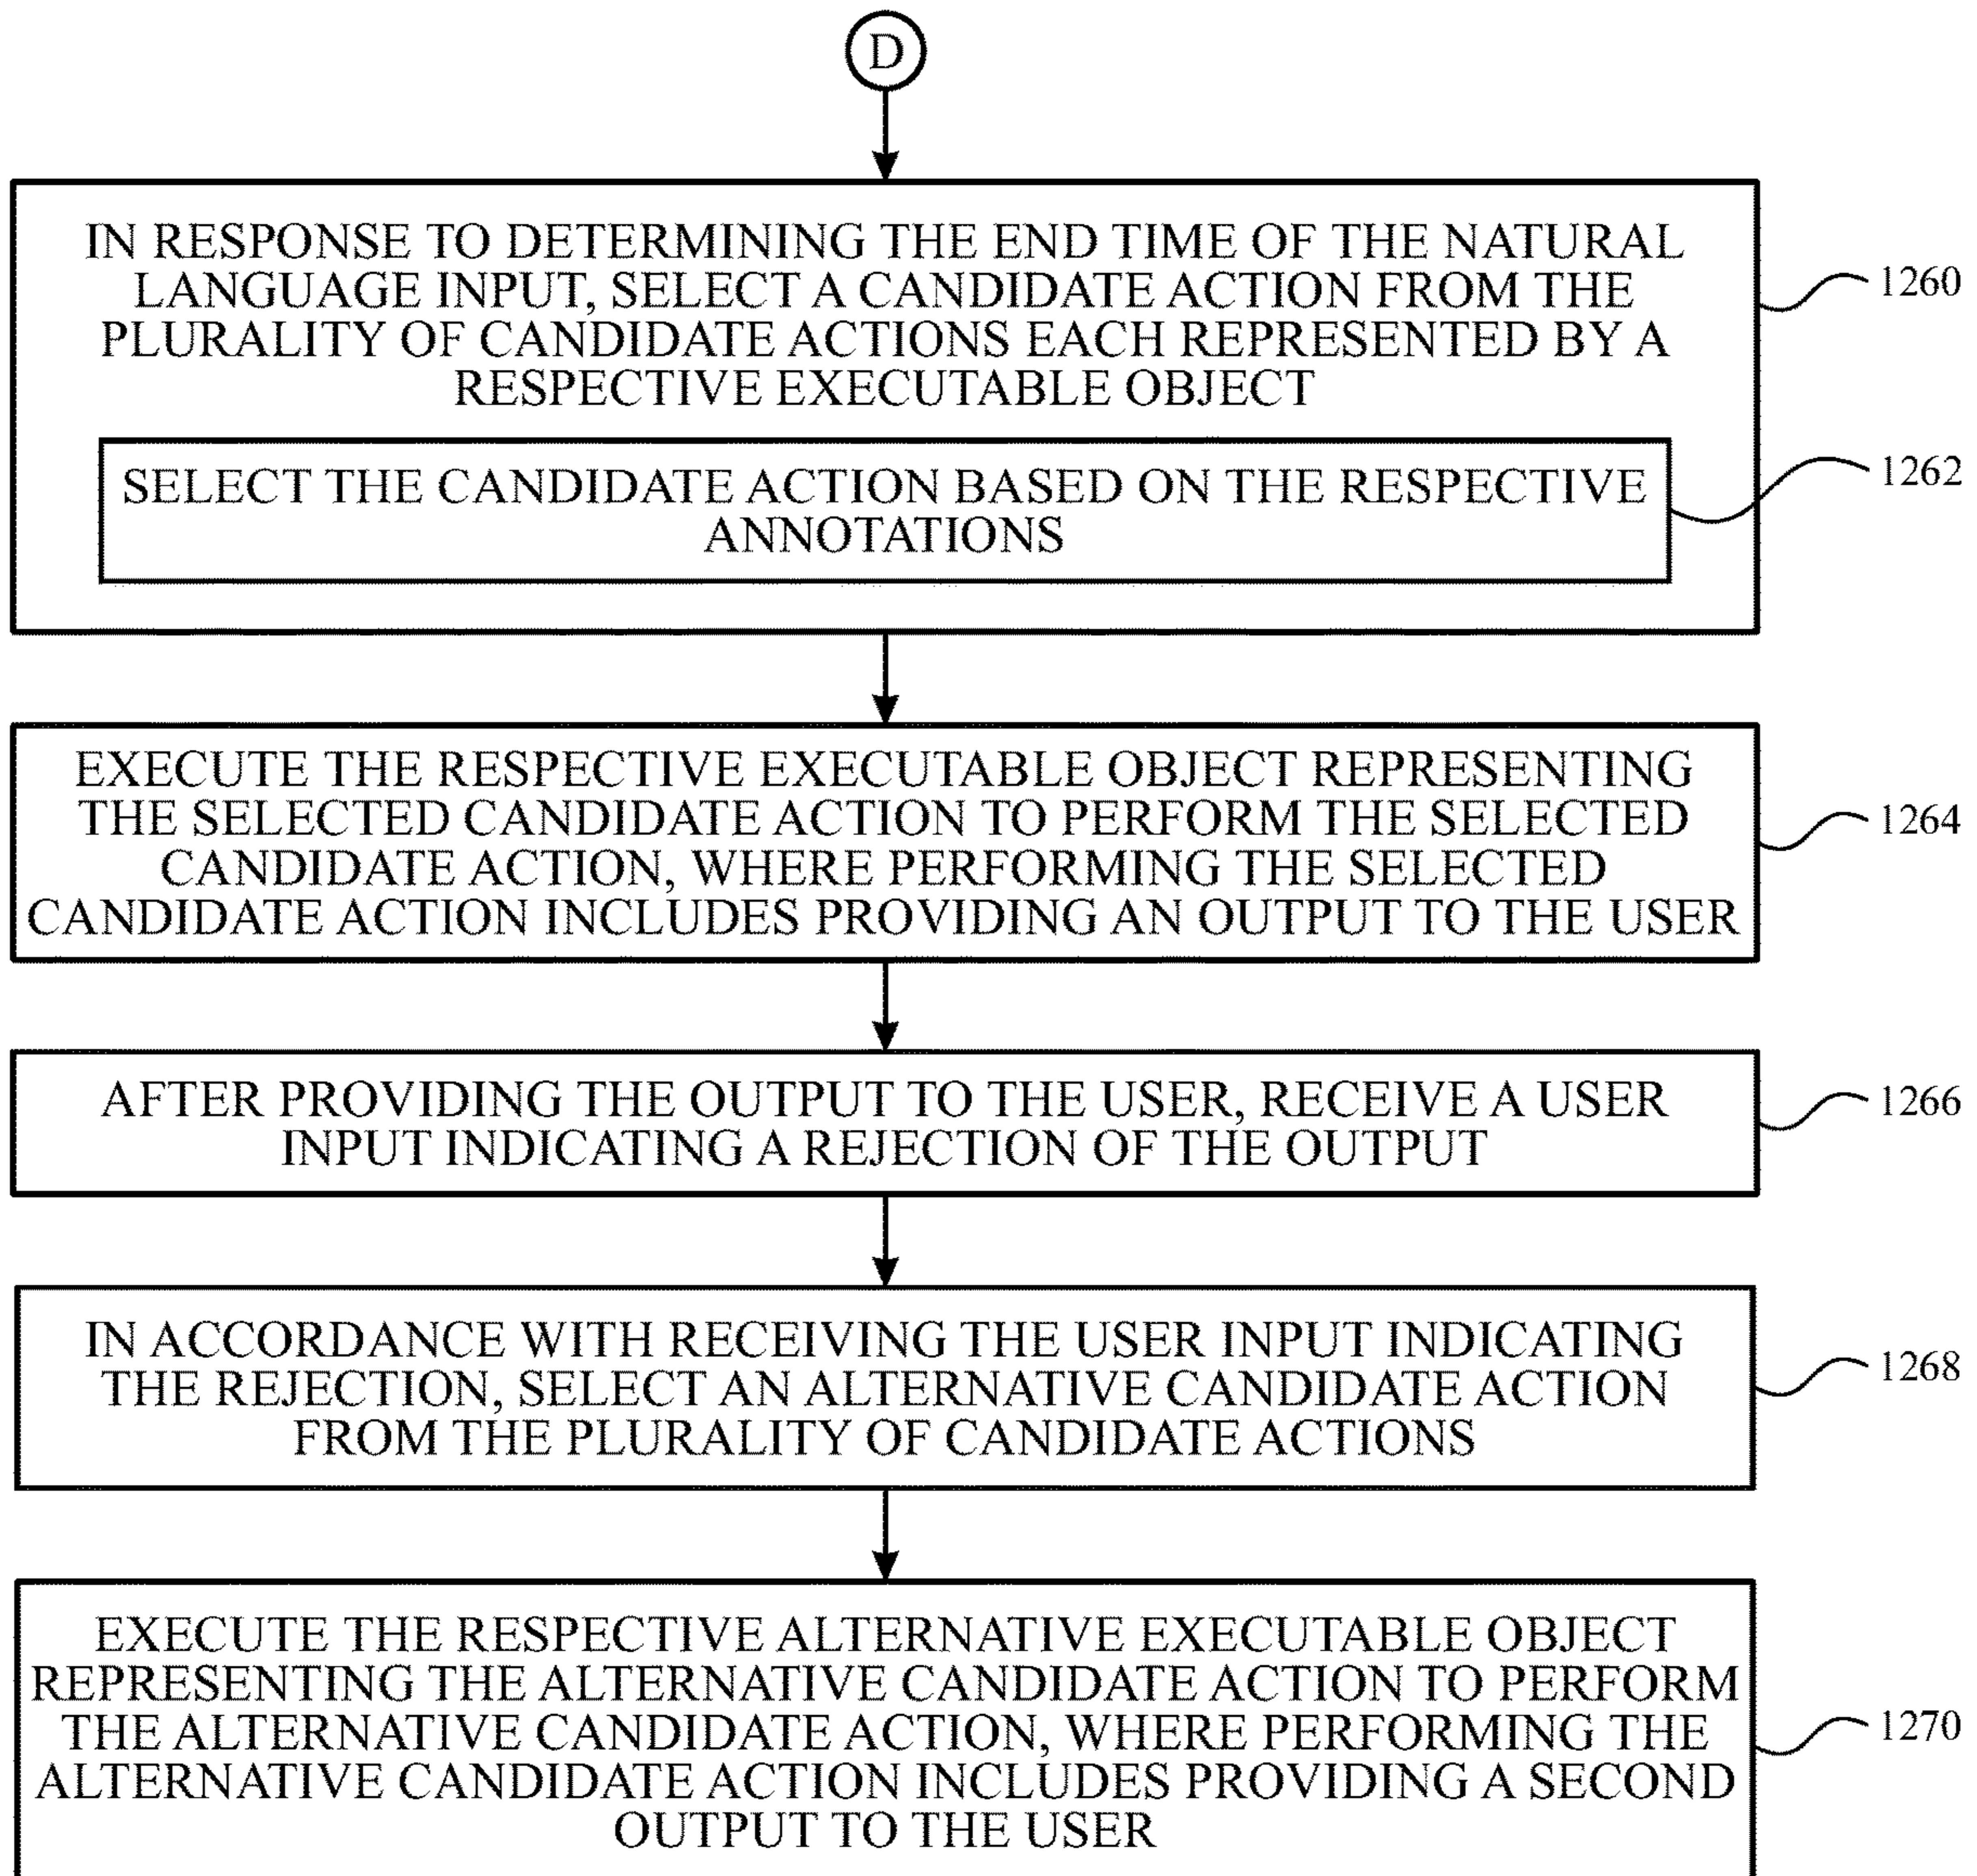 D
IN RESPONSE TO DETERMINING THE END TIME OF THE NATURAL
LANGUAGE INPUT, SELECT A CANDIDATE ACTION FROM THE
PLURALITY OF CANDIDATE ACTIONS EACH REPRESENTED BY A
RESPECTIVE EXECUTABLE OBJECT
1260
SELECT THE CANDIDATE ACTION BASED ON THE RESPECTIVE
ANNOTATIONS
1262
EXECUTE THE RESPECTIVE EXECUTABLE OBJECT REPRESENTING
THE SELECTED CANDIDATE ACTION TO PERFORM THE SELECTED
CANDIDATE ACTION, WHERE PERFORMING THE SELECTED
CANDIDATE ACTION INCLUDES PROVIDING AN OUTPUT TO THE USER
1264
AFTER PROVIDING THE OUTPUT TO THE USER, RECEIVE A USER
INPUT INDICATING A REJECTION OF THE OUTPUT
1266
IN ACCORDANCE WITH RECEIVING THE USER INPUT INDICATING
THE REJECTION, SELECT AN ALTERNATIVE CANDIDATE ACTION
FROM THE PLURALITY OF CANDIDATE ACTIONS
1268
EXECUTE THE RESPECTIVE ALTERNATIVE EXECUTABLE OBJECT
REPRESENTING THE ALTERNATIVE CANDIDATE ACTION TO PERFORM
THE ALTERNATIVE CANDIDATE ACTION, WHERE PERFORMING THE
ALTERNATIVE CANDIDATE ACTION INCLUDES PROVIDING A SECOND
OUTPUT TO THE USER
1270